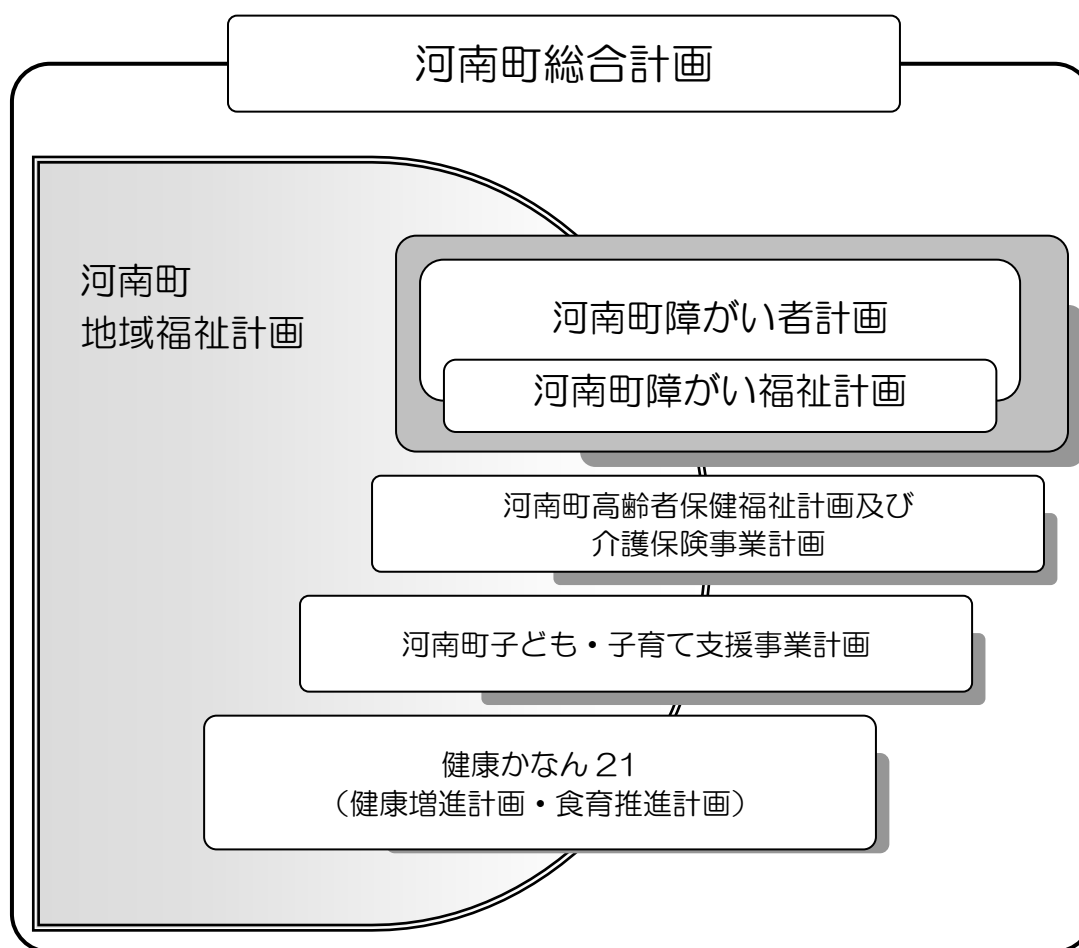 河南町総合計画
河南町
地域福祉計画
河南町障がい者計画
河南町障がい福祉計画
河南町高齢者保健福祉計画及び
介護保険事業計画
河南町子ども・子育て支援事業計画
健康かなん 21
（健康増進計画・食育推進計画）